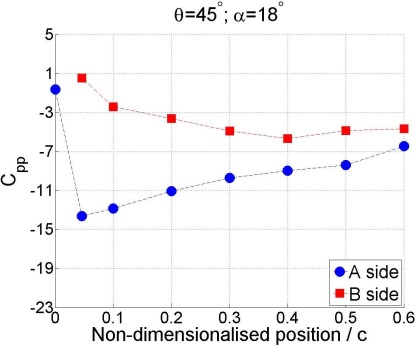 θ=45°; α=18°
5
1
-3
-7
-11
-15
-19
-23
C_pp
0 0.1 0.2 0.3 0.4 0.5 0.6
Non-dimensionalised position / c
A side
B side